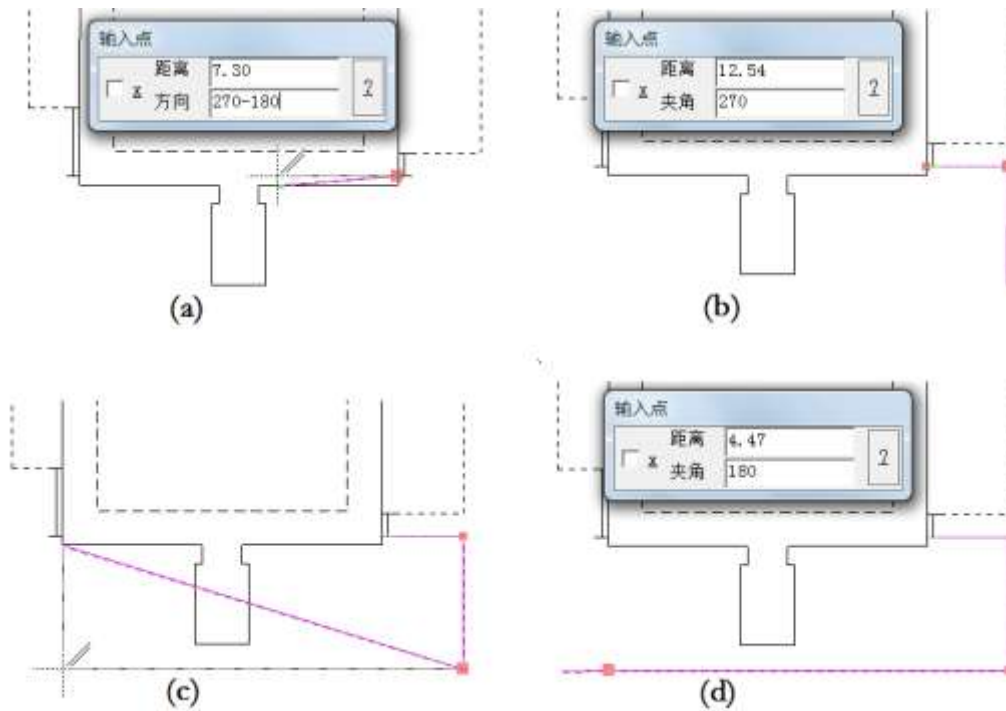 输入点
距离 7.30
x
方向 270-180
2
(a)
输入点
距离 12.54
x
夹角 270
2
(b)
(c)
输入点
距离 4.47
x
夹角 180
2
(d)